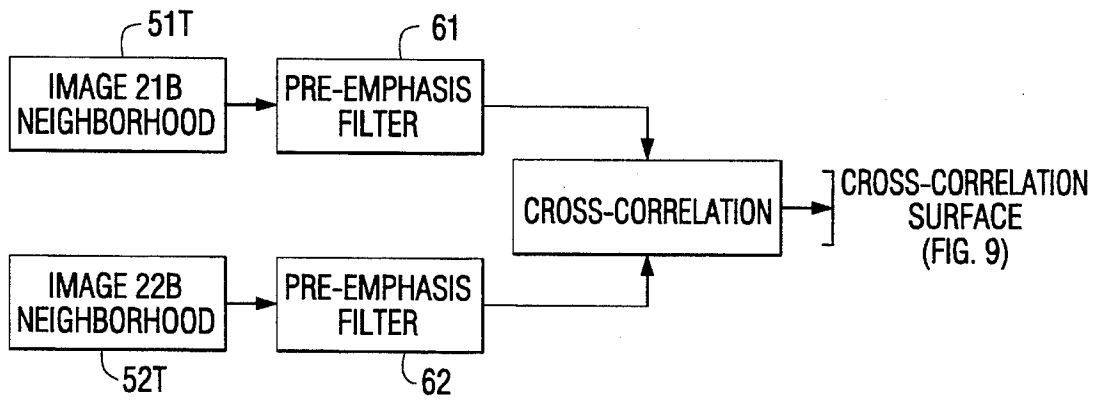 51T
61
IMAGE 21B
NEIGHBORHOOD
PRE-EMPHASIS
FILTER
CROSS-CORRELATION
CROSS-CORRELATION
SURFACE
(FIG. 9)
IMAGE 22B
NEIGHBORHOOD
PRE-EMPHASIS
FILTER
52T
62